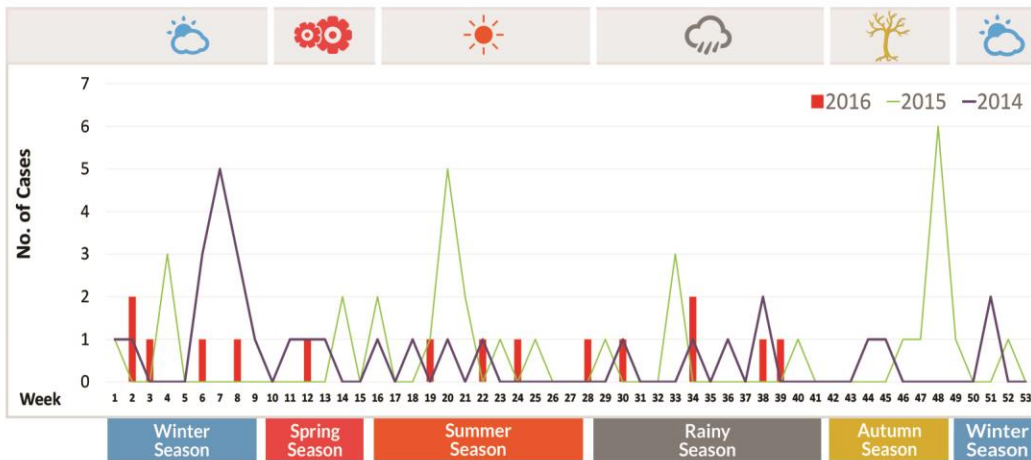 7
2016 2015 2014
6
5
4
3
2
1
0
No. of Cases
Week 1 2 3 4 5 6 7 8 9 10 11 12 13 14 15 16 17 18 19 20 21 22 23 24 25 26 27 28 29 30 31 32 33 34 35 36 37 38 39 40 41 42 43 44 45 46 47 48 49 50 51 52 53
Winter Season
Spring Season
Summer Season
Rainy Season
Autumn Season
Winter Season